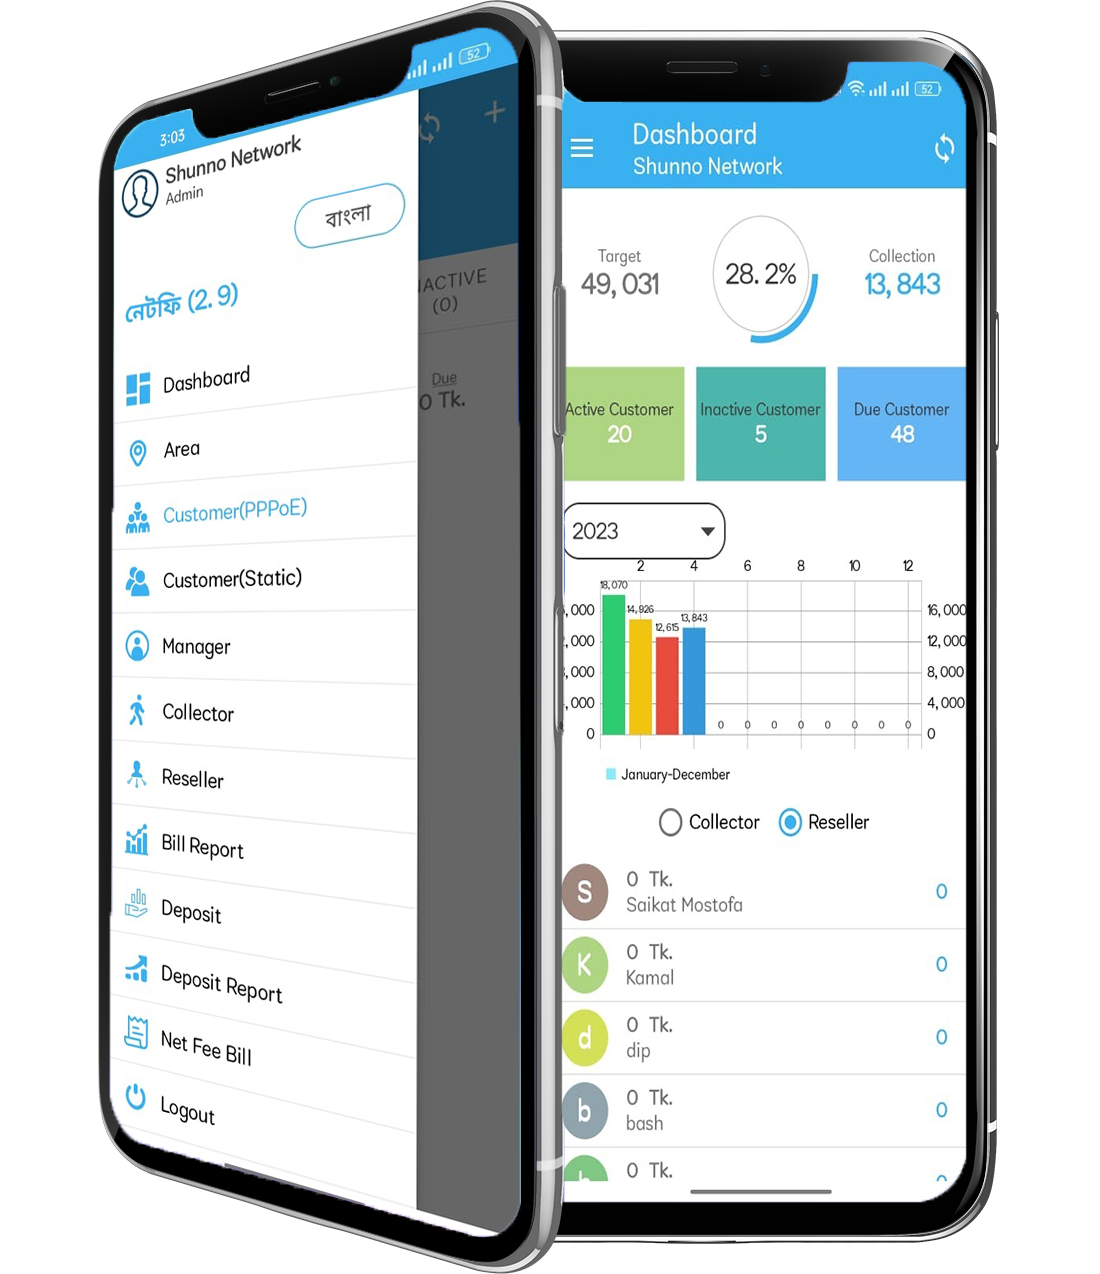 3:03
52
Shunno Network
Admin
বাংলা
নেটফি (2.9)
Dashboard
Area
Customer(PPPoE)
Customer(Static)
Manager
Collector
Reseller
Bill Report
Deposit
Deposit Report
Net Fee Bill
Logout
(0)
Due
0 Tk.
52
Dashboard
Shunno Network
Target
49,031
28.2%
Collection
13,843
Active Customer
20
Inactive Customer
5
Due Customer
48
2023
2 4 6 8 10 12
18,070
14,926
12,615
13,843
0 0 0 0 0 0 0 0
16,000
12,000
8,000
4,000
0
0
January-December
Collector Reseller
S
0 Tk.
Saikat Mostofa
0
K
0 Tk.
Kamal
0
d
0 Tk.
dip
0
b
0 Tk.
bash
0
0 Tk.